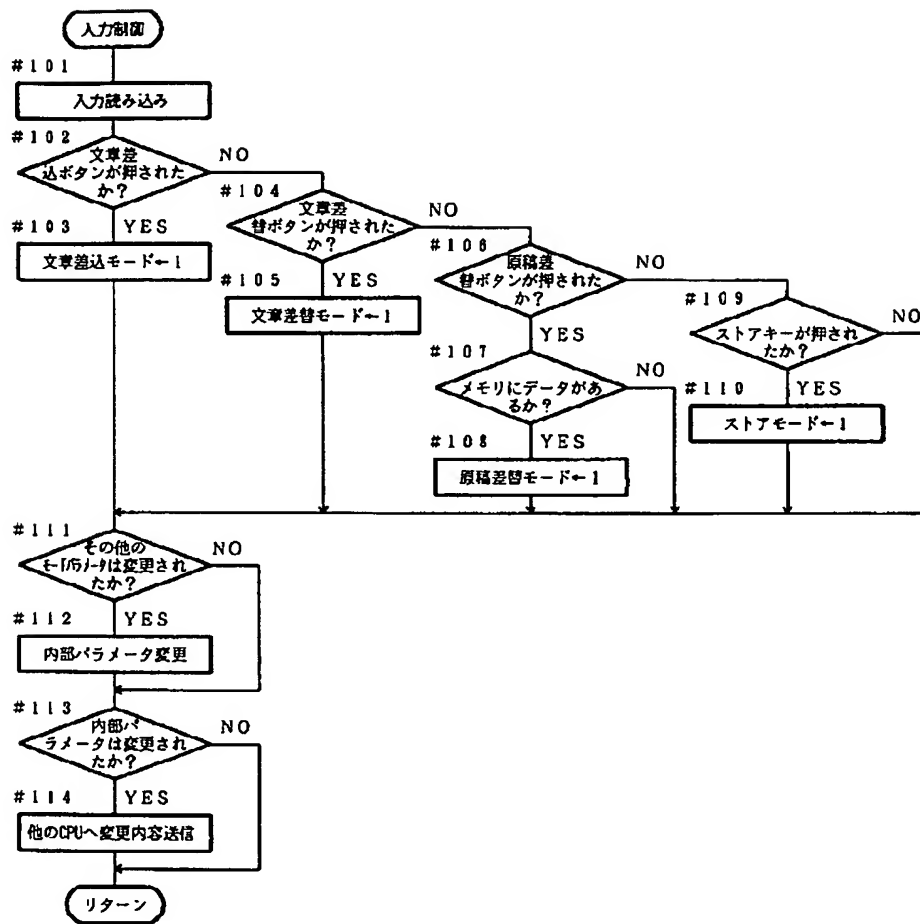 入力制御
#101
入力読み込み
#102
文章差
込ボタンが押された
か？
NO
#103
YES
文章差込モード←1
#104
文章差
替ボタンが押された
か？
NO
#105
YES
文章差替モード←1
#106
原稿差
替ボタンが押された
か？
NO
YES
#107
メモリにデータがあ
るか？
NO
#108
YES
原稿差替モード←1
#109
ストアキーが押され
たか？
NO
#110
YES
ストアモード←1
#111
その他の
モードパラメータは変更され
たか？
NO
#112
YES
内部パラメータ変更
#113
内部パ
ラメータは変更され
たか？
NO
#114
YES
他のCPUへ変更内容送信
リターン